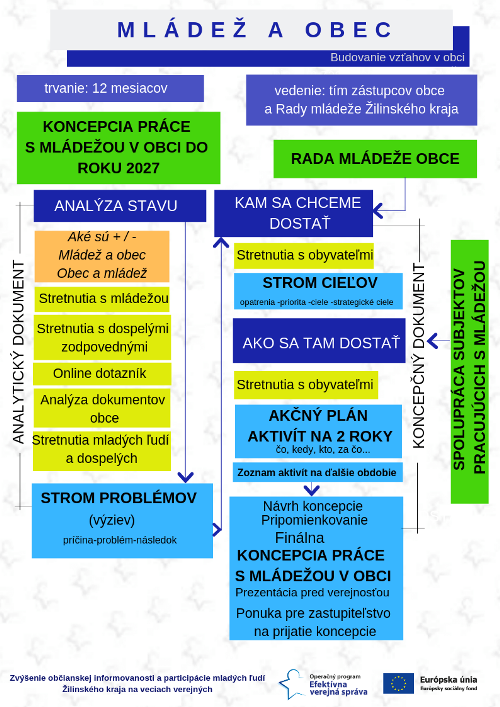 MLÁDEŽ A OBEC
Budovanie vzťahov v obci
trvanie: 12 mesiacov
vedenie: tím zástupcov obce
a Rady mládeže Žilinského kraja
KONCEPCIA PRÁCE
S MLÁDEŽOU V OBCI DO
ROKU 2027
RADA MLÁDEŽE OBCE
ANALÝZA STAVU
Aké sú + / -
Mládež a obec
Obec a mládež
Stretnutia s mládežou
Stretnutia s dospelými
zodpovednými
Online dotazník
Analýza dokumentov
obce
Stretnutia mladých ľudí
a dospelých
STROM PROBLÉMOV
(výziev)
príčina-problém-následok
ANALYTICKÝ DOKUMENT
KAM SA CHCEME
DOSTAŤ
Stretnutia s obyvateľmi
STROM CIEĽOV
opatrenia -priorita -ciele -strategické ciele
AKO SA TAM DOSTAŤ
Stretnutia s obyvateľmi
AKČNÝ PLÁN
AKTIVÍT NA 2 ROKY
čo, kedy, kto, za čo...
Zoznam aktivít na ďalšie obdobie
Návrh koncepcie
Pripomienkovanie
Finálna
KONCEPCIA PRÁCE
S MLÁDEŽOU V OBCI
Prezentácia pred verejnosťou
Ponuka pre zastupiteľstvo
na prijatie koncepcie
KONCEPČNÝ DOKUMENT
SPOLUPRÁCA SUBJEKTOV
PRACUJÚCICH S MLÁDEŽOU
Zvýšenie občianskej informovanosti a participácie mladých ľudí
Žilinského kraja na veciach verejných
Operačný program
Efektívna
verejná správa
Európska únia
Európsky sociálny fond